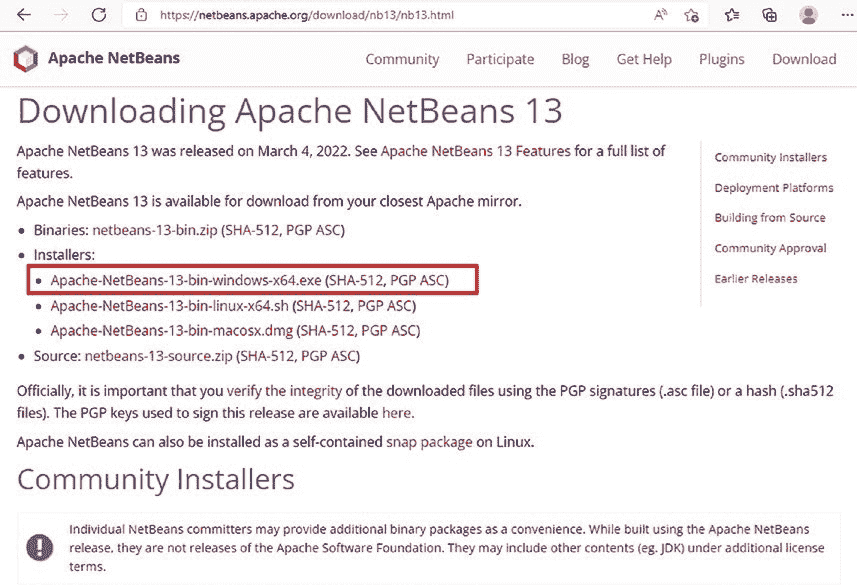 https://netbeans.apache.org/download/nb13/nb13.html
Apache NetBeans
Community
Participate
Blog
Get Help
Plugins
Download
Downloading Apache NetBeans 13
Apache NetBeans 13 was released on March 4, 2022. See Apache NetBeans 13 Features for a full list of
features.
Apache NetBeans 13 is available for download from your closest Apache mirror.
• Binaries: netbeans-13-bin.zip (SHA-512, PGP ASC)
• Installers:
• Apache-NetBeans-13-bin-windows-x64.exe (SHA-512, PGP ASC)
• Apache-NetBeans-13-bin-linux-x64.sh (SHA-512, PGP ASC)
• Apache-NetBeans-13-bin-macosx.dmg (SHA-512, PGP ASC)
• Source: netbeans-13-source.zip (SHA-512, PGP ASC)
Officially, it is important that you verify the integrity of the downloaded files using the PGP signatures (.asc file) or a hash (.sha512
files). The PGP keys used to sign this release are available here.
Apache NetBeans can also be installed as a self-contained snap package on Linux.
Community Installers
Individual NetBeans committers may provide additional binary packages as a convenience. While built using the Apache NetBeans
release, they are not releases of the Apache Software Foundation. They may include other contents (eg. JDK) under additional license
terms.
Community Installers
Deployment Platforms
Building from Source
Community Approval
Earlier Releases